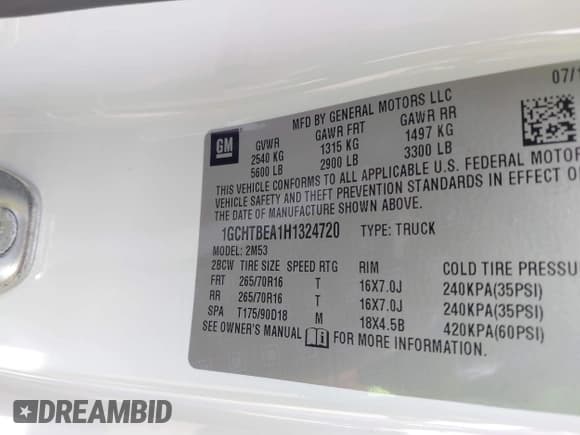 MFD BY GENERAL MOTORS LLC 07/1
GM GVWR GAWR FRT GAWR RR
2540 KG 1315 KG 1497 KG
5600 LB 2900 LB 3300 LB
THIS VEHICLE CONFORMS TO ALL APPLICABLE U.S. FEDERAL MOTOR
VEHICLE SAFETY AND THEFT PREVENTION STANDARDS IN EFFECT O
THE DATE OF MANUFACTURE SHOWN ABOVE.
1GCHTBEA1H1324720 TYPE: TRUCK
MODEL: 2M53
2BCW TIRE SIZE SPEED RTG RIM COLD TIRE PRESSU
FRT 265/70R16 T 16X7.0J 240KPA(35PSI)
RR 265/70R16 T 16X7.0J 240KPA(35PSI)
SPA T175/90D18 M 18X4.5B 420KPA(60PSI)
SEE OWNER'S MANUAL FOR MORE INFORMATION.
DREAMBID